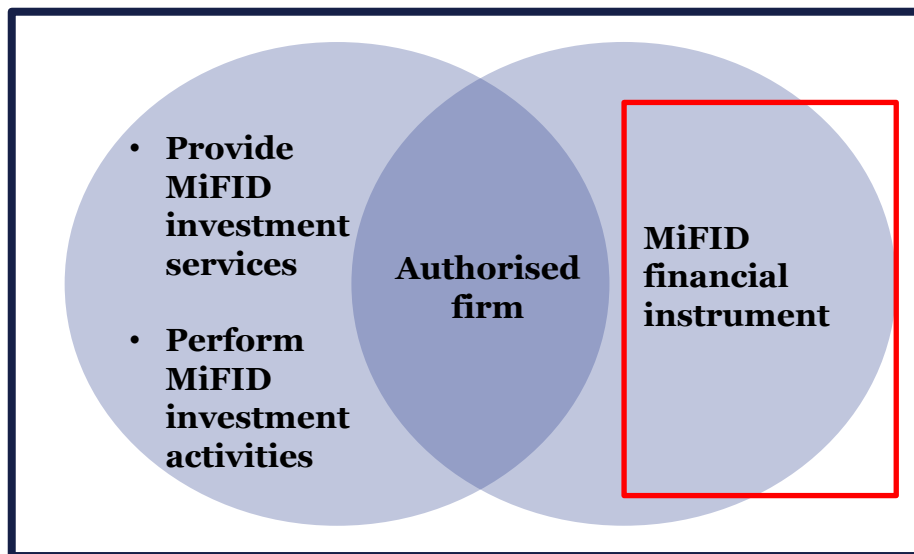 • Provide
MiFID
investment
services
• Perform
MiFID
investment
activities
Authorised
firm
MiFID
financial
instrument